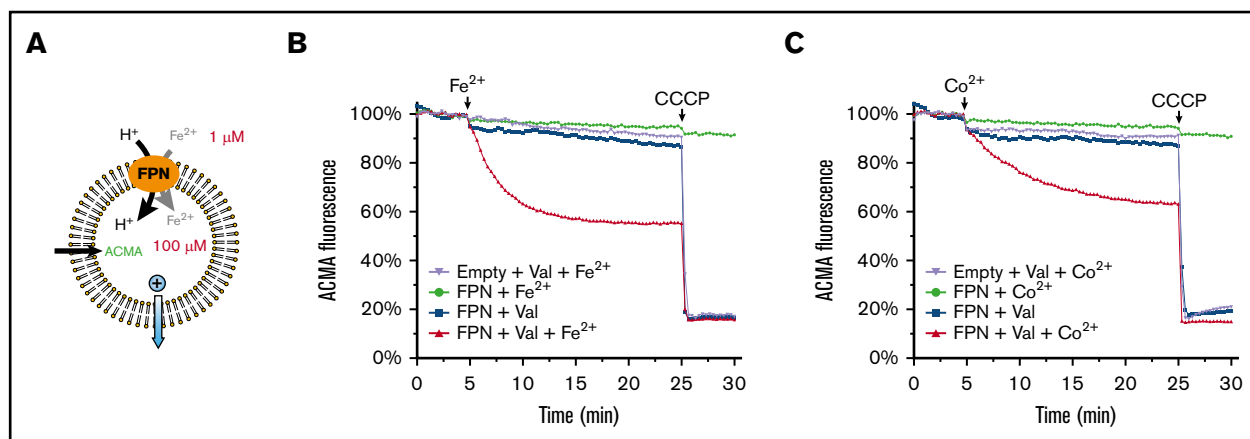 A
H⁺
Fe²⁺
1 μM
FPN
H⁺
Fe²⁺
ACMA
100 μM
+
B
Fe²⁺
CCCP
100%
80%
60%
40%
20%
0%
ACMA fluorescence
Empty + Val + Fe²⁺
FPN + Fe²⁺
FPN + Val
FPN + Val + Fe²⁺
0 5 10 15 20 25 30
Time (min)
C
Co²⁺
CCCP
100%
80%
60%
40%
20%
0%
ACMA fluorescence
Empty + Val + Co²⁺
FPN + Co²⁺
FPN + Val
FPN + Val + Co²⁺
0 5 10 15 20 25 30
Time (min)